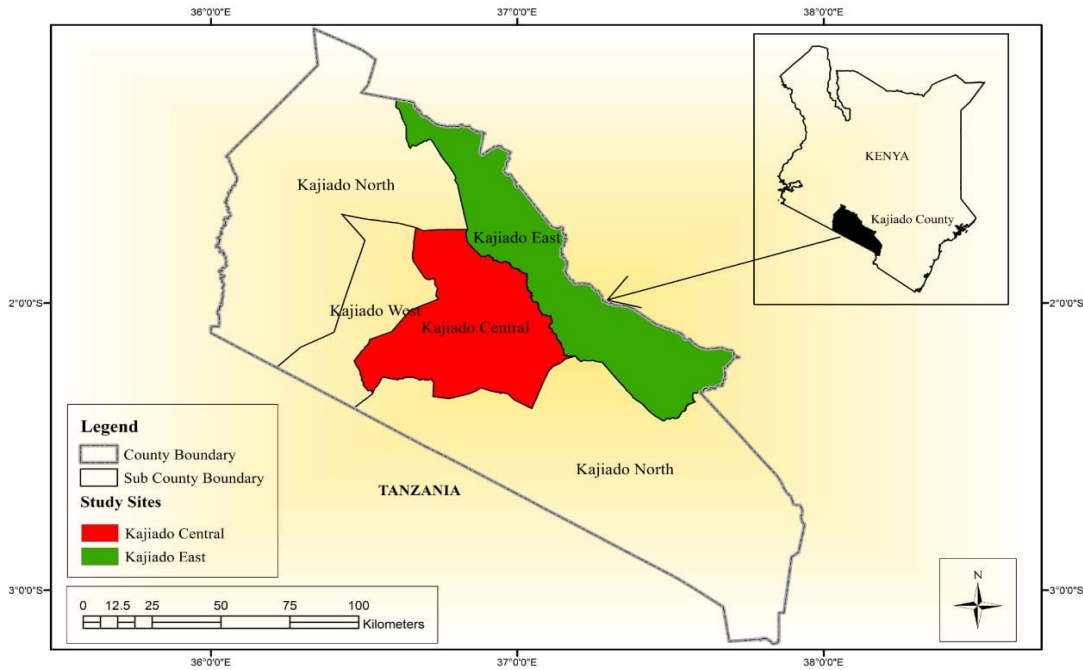 36°0'0"E 37°0'0"E 38°0'0"E
KENYA
Kajiado County
Kajiado North
Kajiado East
2°0'0"S 2°0'0"S
Kajiado West
Kajiado Central
Legend
County Boundary
Sub County Boundary
Study Sites
Kajiado Central
Kajiado East
Kajiado North
TANZANIA
3°0'0"S 3°0'0"S
0 12.5 25 50 75 100
Kilometers
N
36°0'0"E 37°0'0"E 38°0'0"E